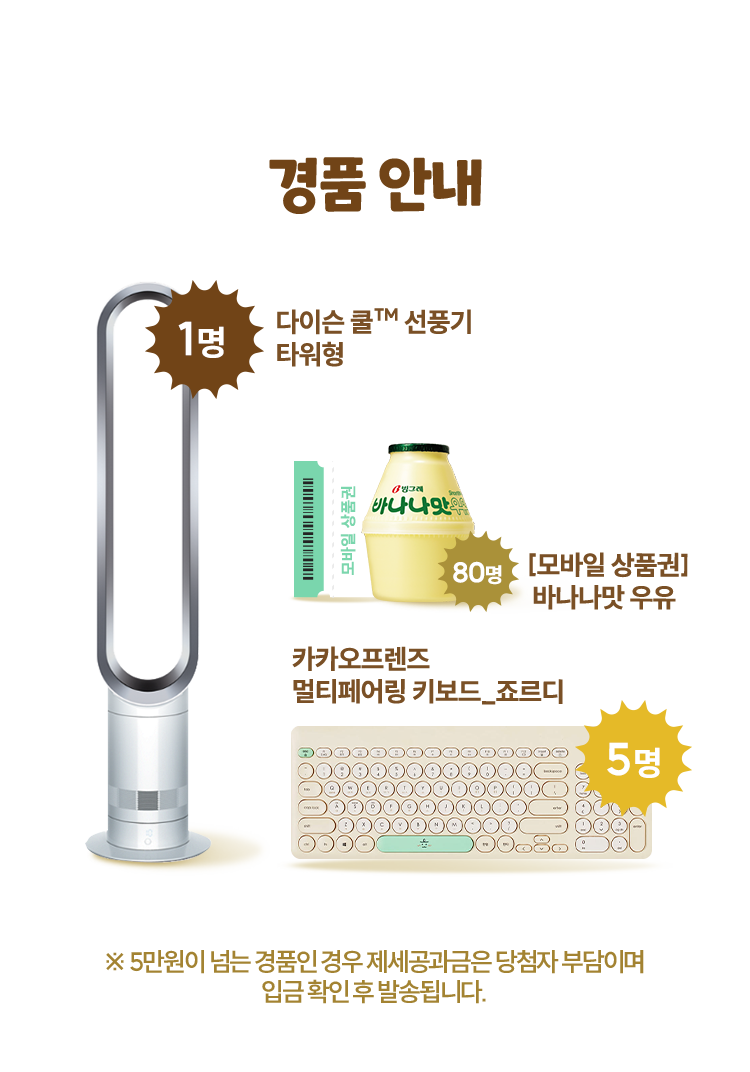 경품 안내
1명
다이슨 쿨™ 선풍기
타워형
모바일 상품권
빙그레
바나나맛
80명
[모바일 상품권]
바나나맛 우유
카카오프렌즈
멀티페어링 키보드_죠르디
5명
※ 5만원이 넘는 경품인 경우 제세공과금은 당첨자 부담이며
입금 확인 후 발송됩니다.